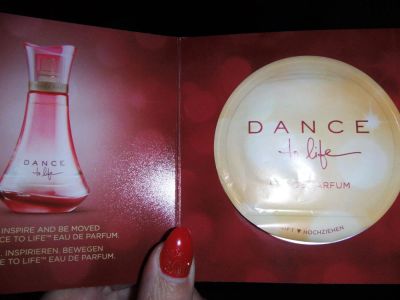 DANCE
to life
INSPIRE AND BE MOVED
CE TO LIFE™ EAU DE PARFUM.
INSPIRIEREN, BEWEGEN
CE TO LIFE™ EAU DE PARFUM.
DANCE
to life
PARFUM
HOCHZIEHEN